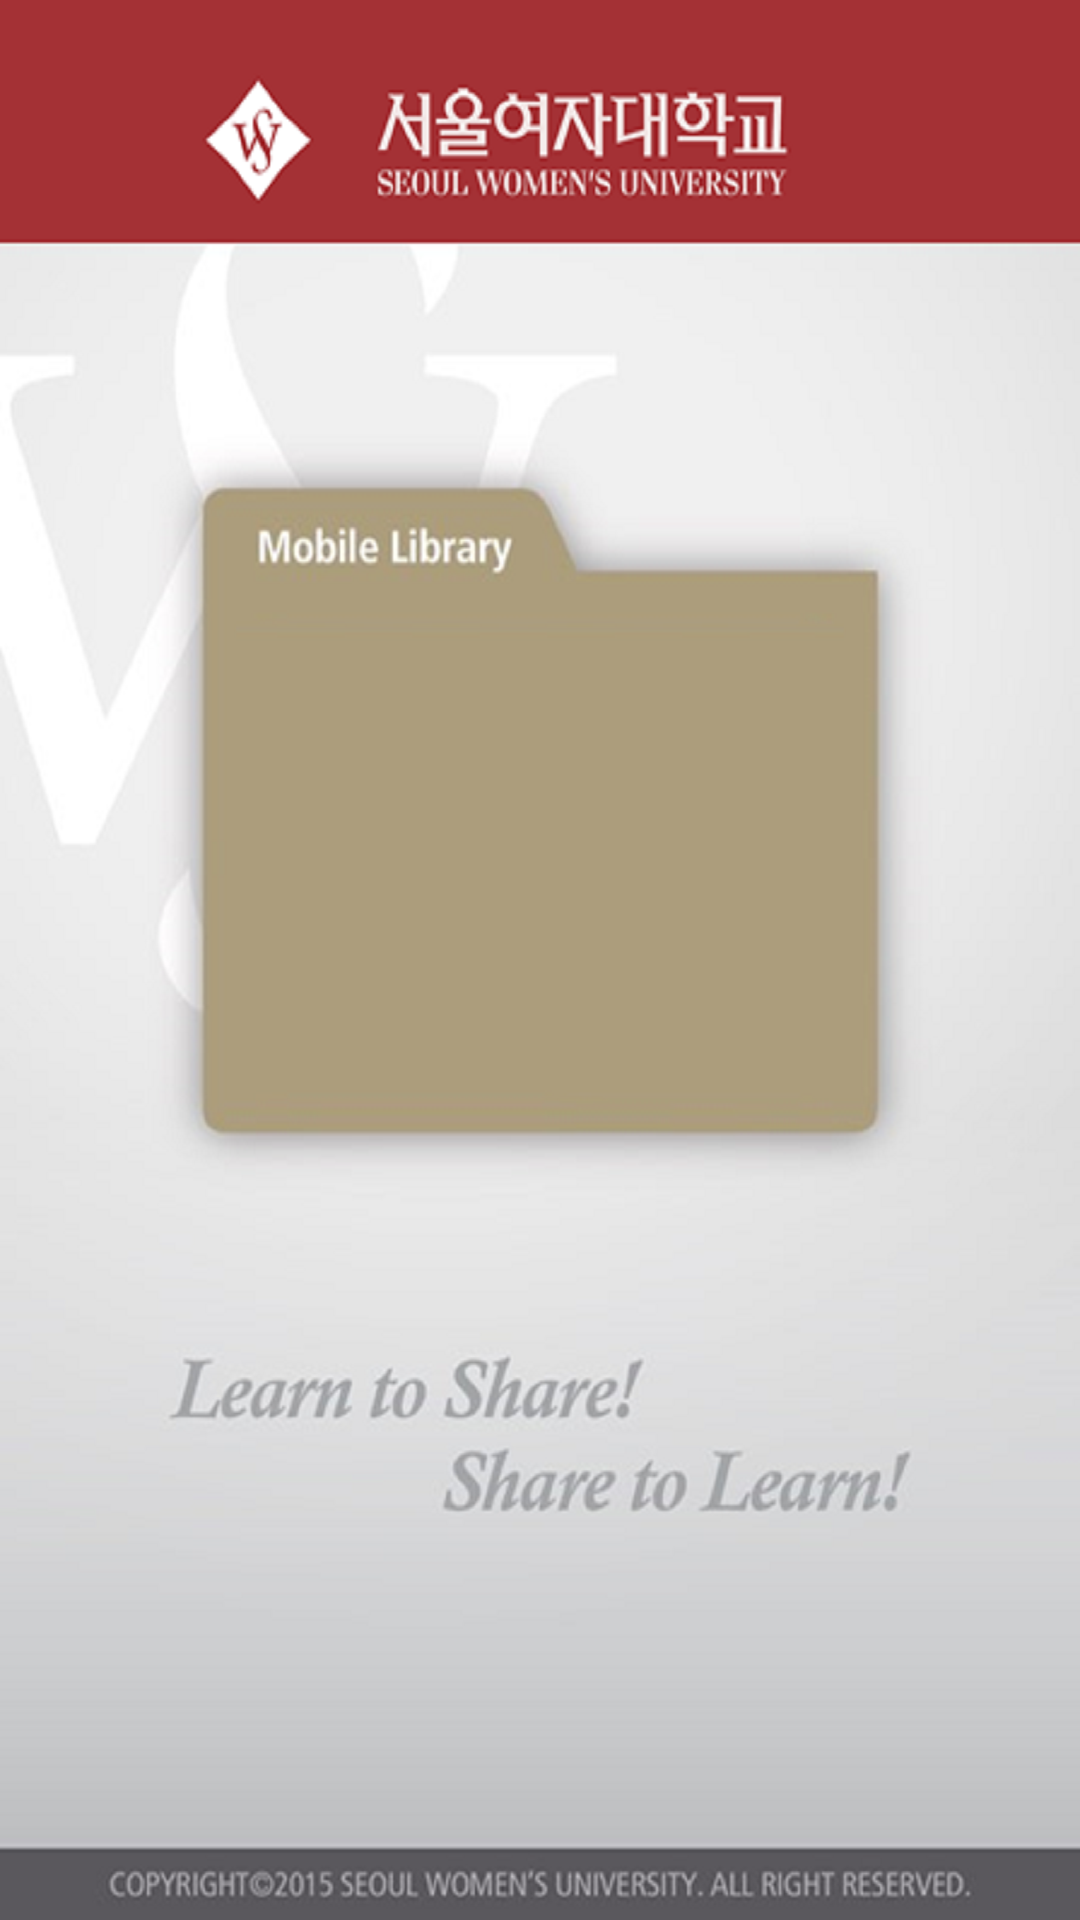 서울여자대학교
SEOUL WOMEN'S UNIVERSITY
Mobile Library
Learn to Share!
Share to Learn!
COPYRIGHT©2015 SEOUL WOMEN'S UNIVERSITY. ALL RIGHT RESERVED.